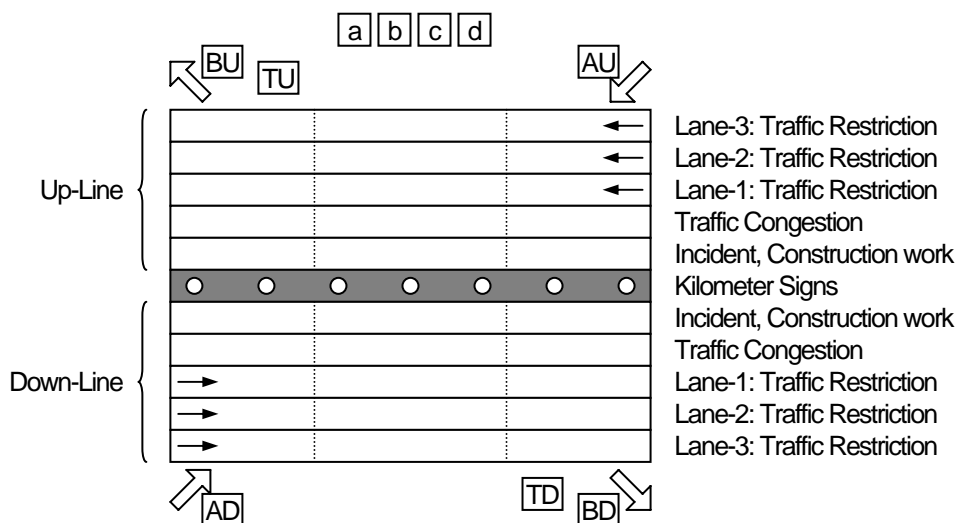 a b c d
BU TU AU
Lane-3: Traffic Restriction
Lane-2: Traffic Restriction
Up-Line Lane-1: Traffic Restriction
Traffic Congestion
Incident, Construction work
Kilometer Signs
Incident, Construction work
Traffic Congestion
Down-Line Lane-1: Traffic Restriction
Lane-2: Traffic Restriction
Lane-3: Traffic Restriction
AD TD BD